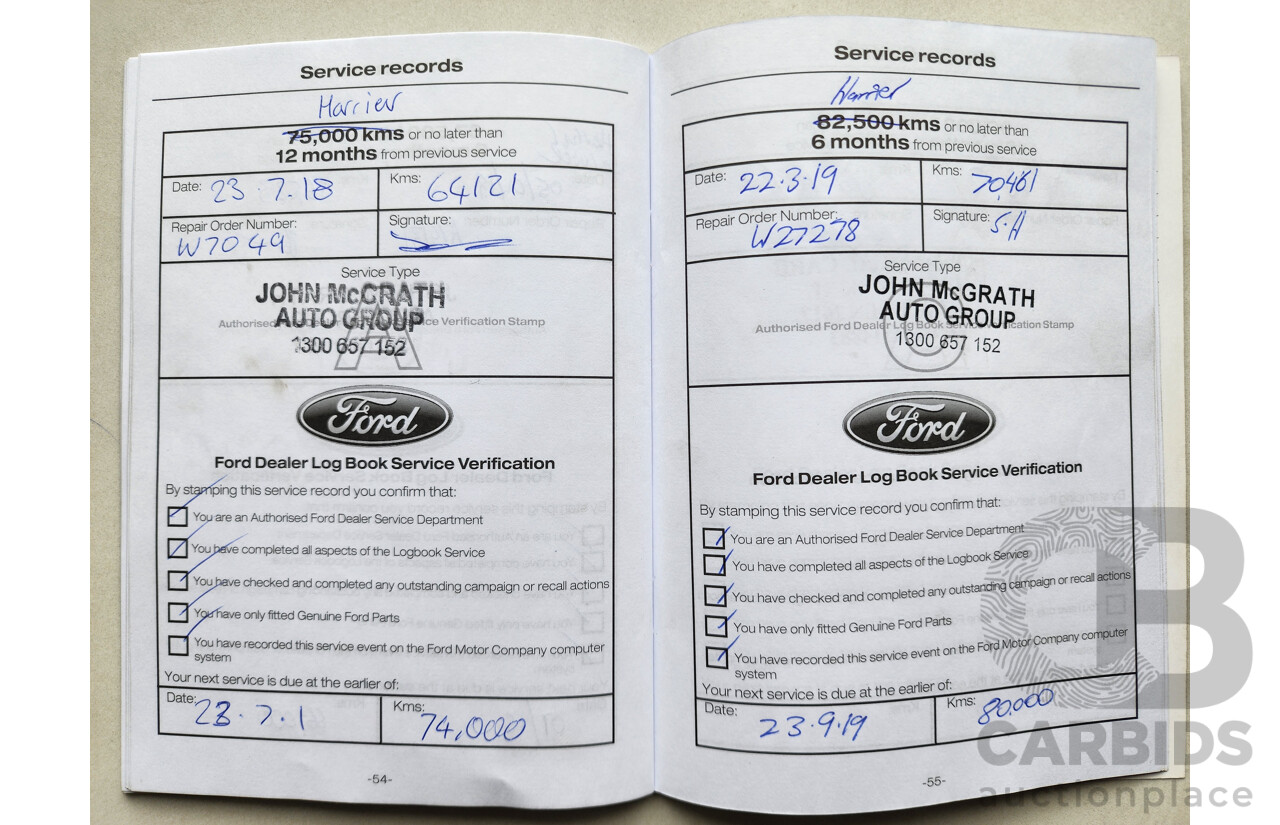 Service records
Harrier
75,000 kms or no later than
12 months from previous service
Date: 23.7.18
Kms: 64121
Repair Order Number: W7049
Signature:
Service Type
JOHN McGRATH
AUTO GROUP
Authorised Ford Dealer Log Book Service Verification Stamp
A
1300 657 152
Ford
Ford Dealer Log Book Service Verification
By stamping this service record you confirm that:
You are an Authorised Ford Dealer Service Department
You have completed all aspects of the Logbook Service
You have checked and completed any outstanding campaign or recall actions
You have only fitted Genuine Ford Parts
You have recorded this service event on the Ford Motor Company computer
system
Your next service is due at the earlier of:
Date: 23.7.1
Kms: 74,000
-54-
Service records
Harrier
82,500 kms or no later than
6 months from previous service
Date: 22.3.19
Kms: 70,461
Repair Order Number: W27278
Signature: S.H
Service Type
JOHN McGRATH
AUTO GROUP
Authorised Ford Dealer Log Book Service Verification Stamp
1300 657 152
Ford
Ford Dealer Log Book Service Verification
By stamping this service record you confirm that:
You are an Authorised Ford Dealer Service Department
You have completed all aspects of the Logbook Service
You have checked and completed any outstanding campaign or recall actions
You have only fitted Genuine Ford Parts
You have recorded this service event on the Ford Motor Company computer
system
Your next service is due at the earlier of:
Date: 23.9.19
Kms: 80,000
-55-
CB
CARBIDS
auctionplace